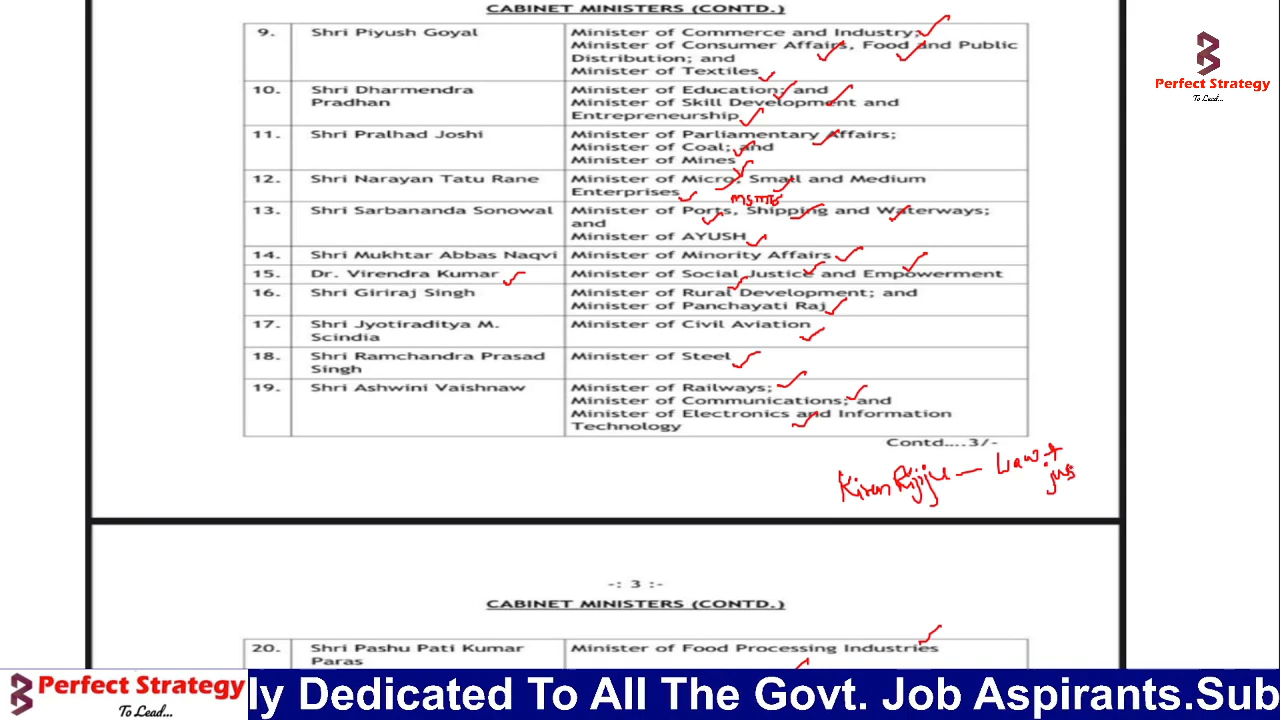 CABINET MINISTERS (CONTD.)
9. Shri Piyush Goyal Minister of Commerce and Industry;
Minister of Consumer Affairs, Food and Public
Distribution; and
Minister of Textiles
10. Shri Dharmendra Minister of Education; and
Pradhan Minister of Skill Development and
Entrepreneurship
11. Shri Pralhad Joshi Minister of Parliamentary Affairs;
Minister of Coal; and
Minister of Mines
12. Shri Narayan Tatu Rane Minister of Micro, Small and Medium
Enterprises MSME
13. Shri Sarbananda Sonowal Minister of Ports, Shipping and Waterways;
and
Minister of AYUSH
14. Shri Mukhtar Abbas Naqvi Minister of Minority Affairs
15. Dr. Virendra Kumar Minister of Social Justice and Empowerment
16. Shri Giriraj Singh Minister of Rural Development; and
Minister of Panchayati Raj
17. Shri Jyotiraditya M. Minister of Civil Aviation
Scindia
18. Shri Ramchandra Prasad Minister of Steel
Singh
19. Shri Ashwini Vaishnaw Minister of Railways;
Minister of Communications; and
Minister of Electronics and Information
Technology
Contd....3/-
Kiren Rijiju — Law +
jus
-: 3 :-
CABINET MINISTERS (CONTD.)
20. Shri Pashu Pati Kumar Minister of Food Processing Industries
Paras
Perfect Strategy
To Lead...
Perfect Strategy
To Lead...
ly Dedicated To All The Govt. Job Aspirants.Sub